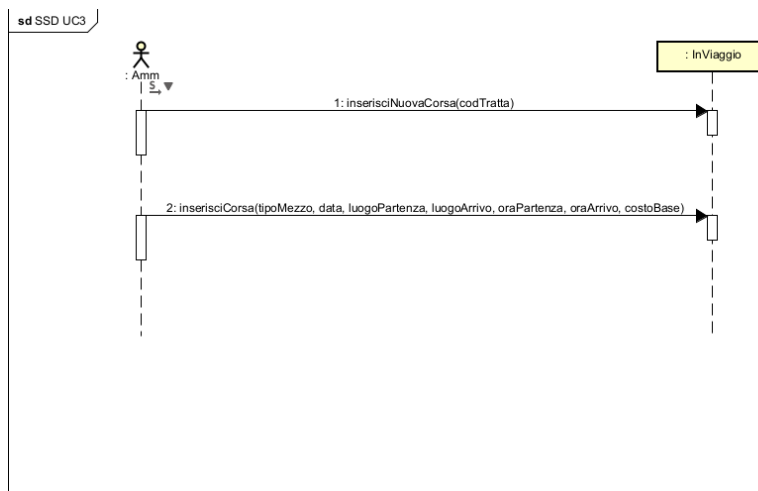 sd SSD UC3
: Amm
S
: InViaggio
1: inserisciNuovaCorsa(codTratta)
2: inserisciCorsa(tipoMezzo, data, luogoPartenza, luogoArrivo, oraPartenza, oraArrivo, costoBase)